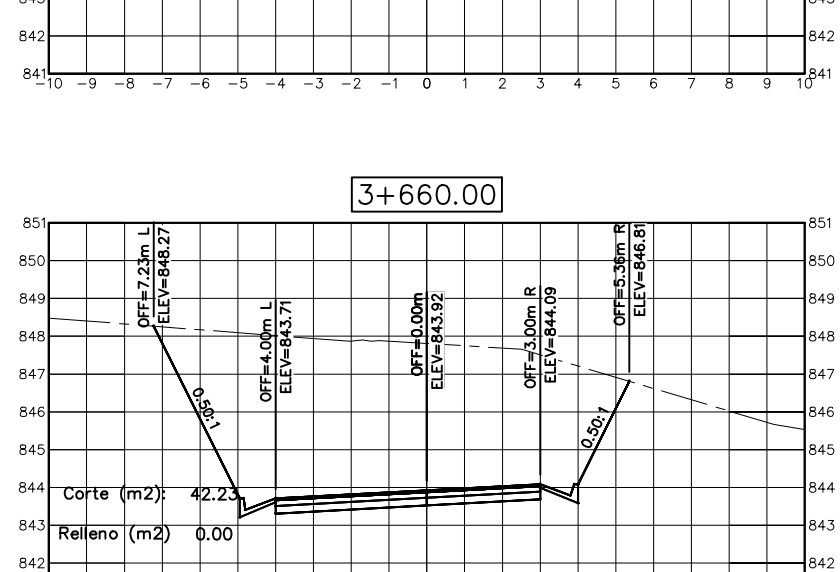 843 843
842 842
841 841
-10 -9 -8 -7 -6 -5 -4 -3 -2 -1 0 1 2 3 4 5 6 7 8 9 10
3+660.00
851 851
850 850
849 849
848 848
847 847
846 846
845 845
844 844
843 843
842 842
OFF=7.23m L
ELEV=848.27
OFF=4.00m L
ELEV=843.71
OFF=0.00m
ELEV=843.92
OFF=3.00m R
ELEV=844.09
OFF=5.36m R
ELEV=846.81
0.50:1
0.50:1
Corte (m2): 42.23
Relleno (m2) 0.00